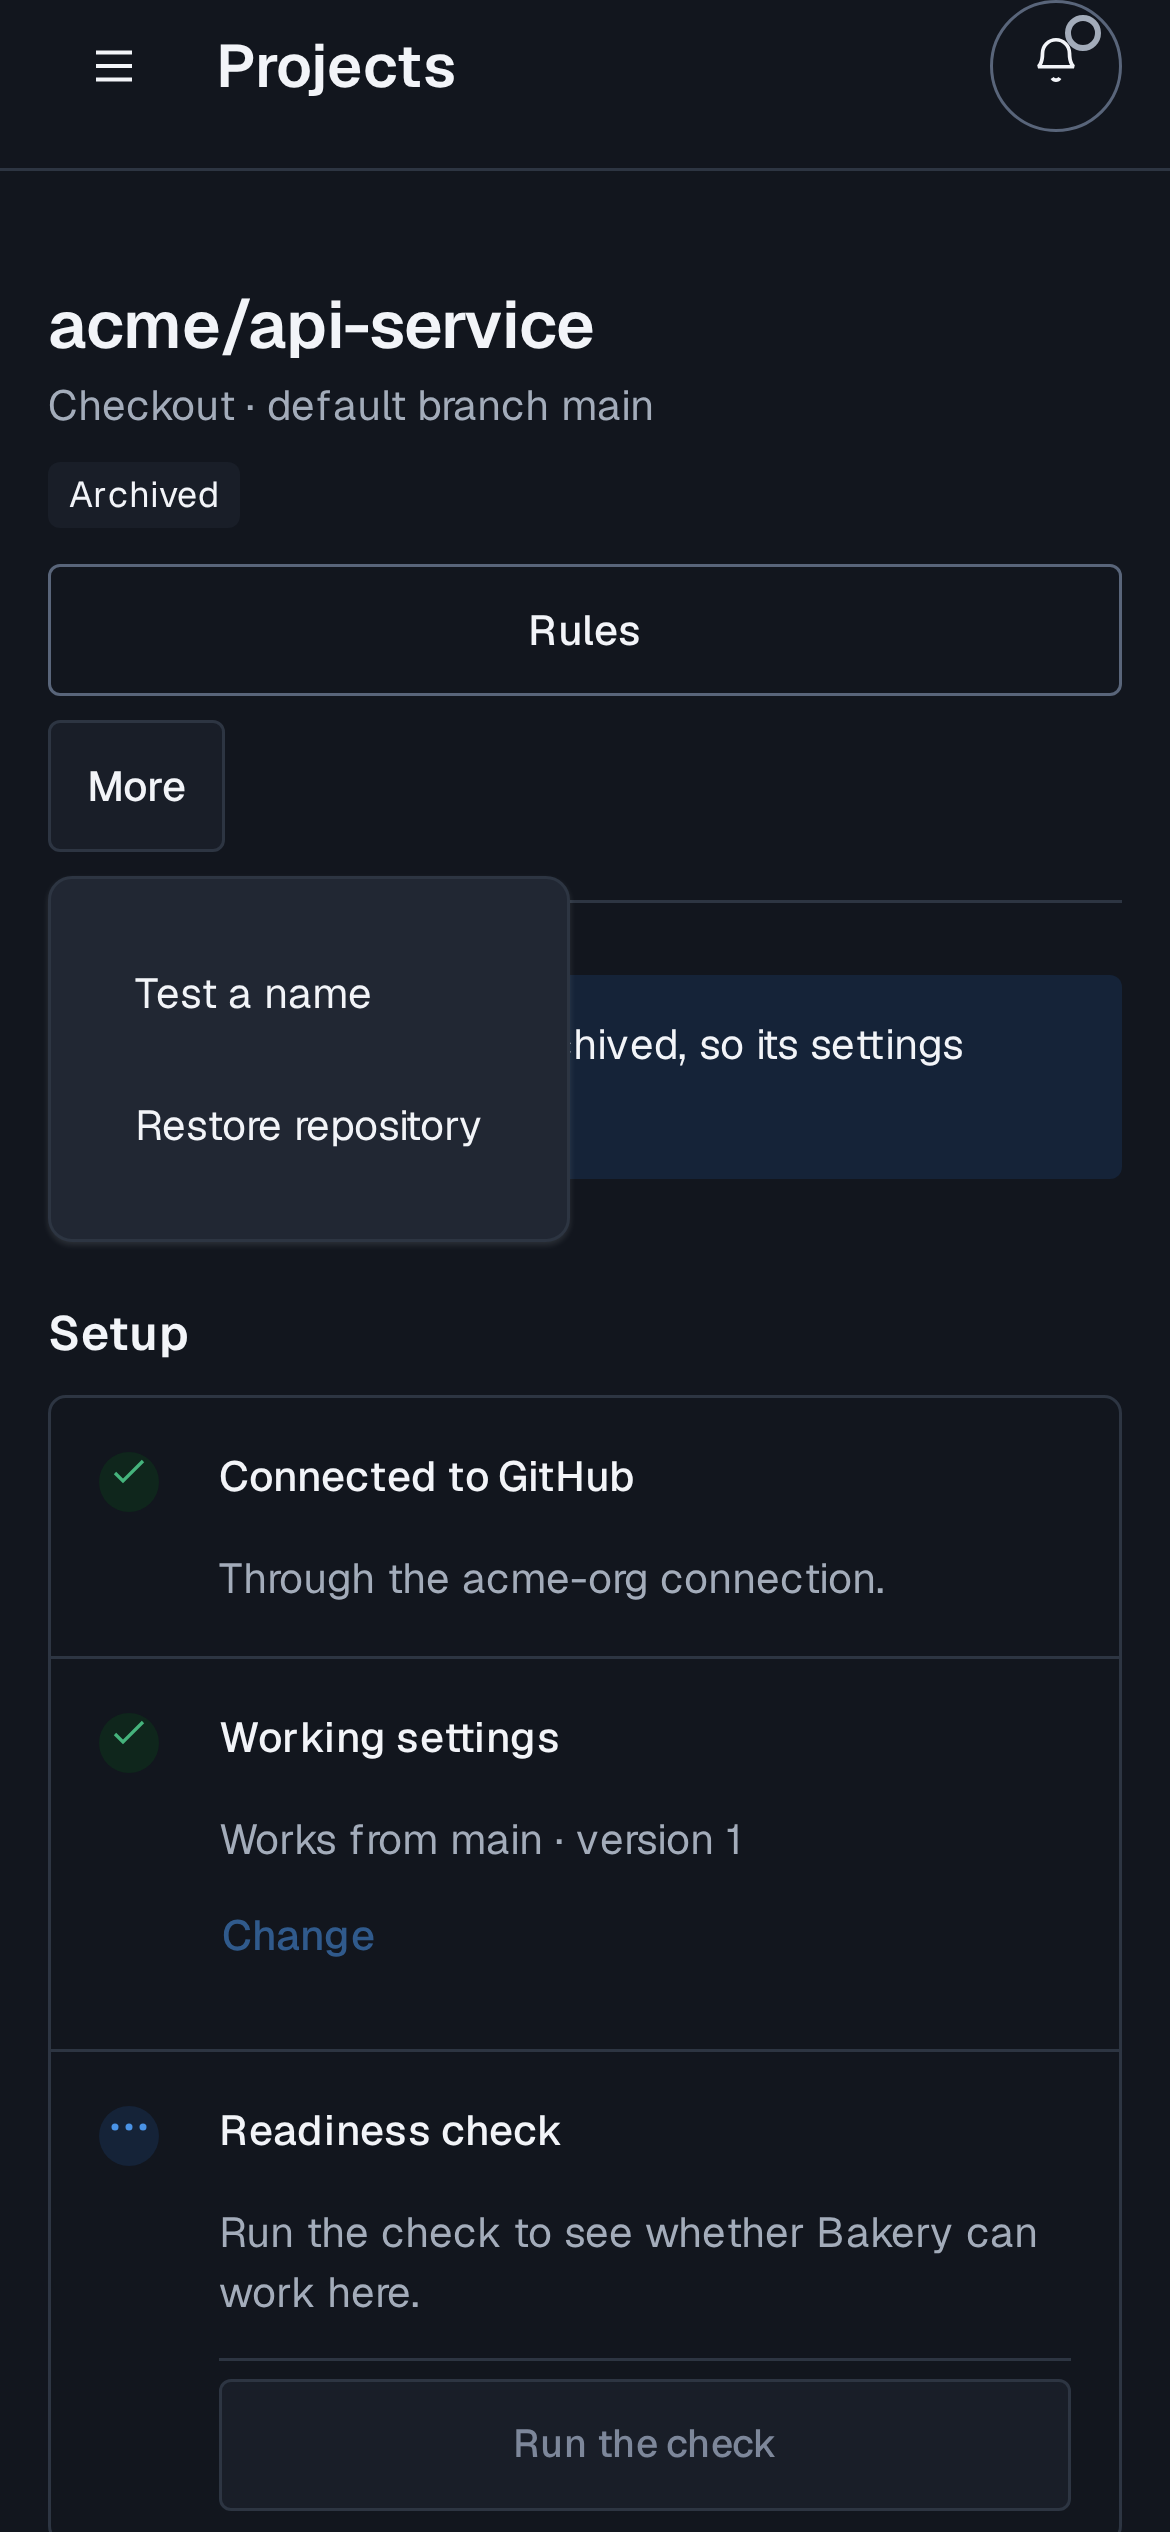 Projects
acme/api-service
Checkout · default branch main
Archived
Rules
More
Test a name
hived, so its settings
Restore repository
Setup
Connected to GitHub
Through the acme-org connection.
Working settings
Works from main · version 1
Change
Readiness check
Run the check to see whether Bakery can
work here.
Run the check